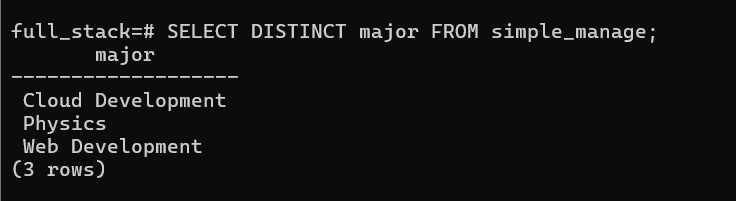 full_stack=# SELECT DISTINCT major FROM simple_manage;
major
-------------------
Cloud Development
Physics
Web Development
(3 rows)